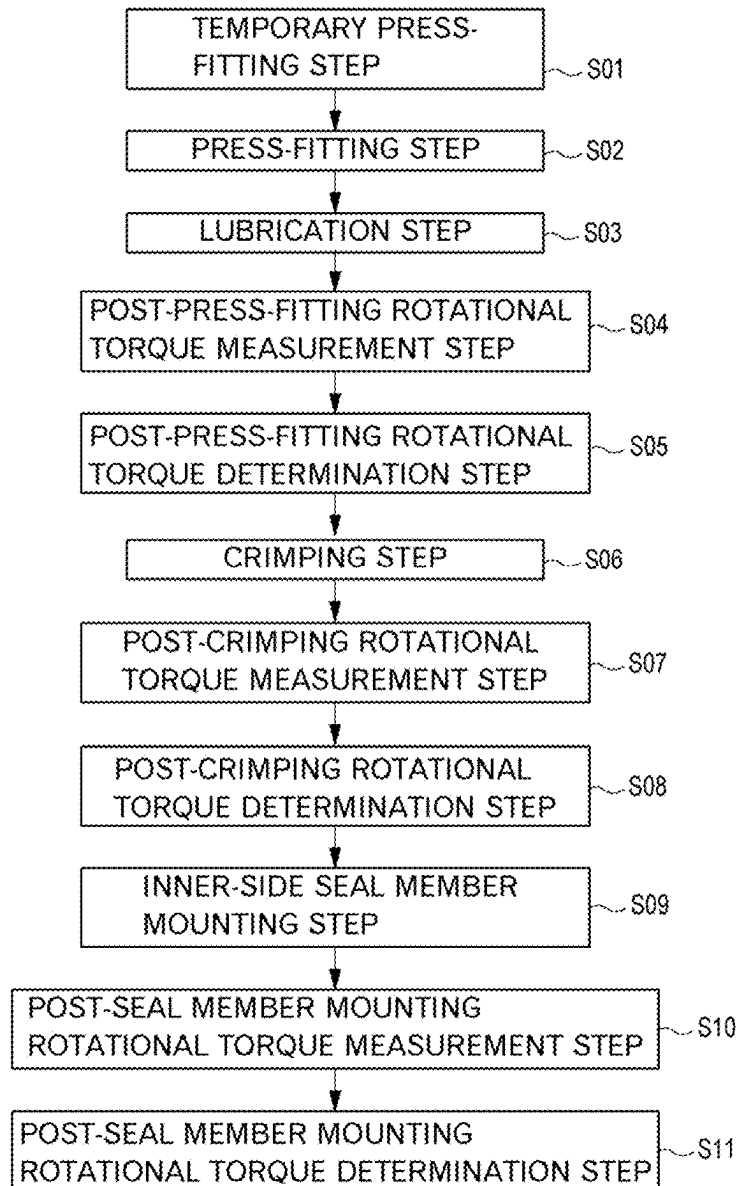 TEMPORARY PRESS-
FITTING STEP
S01
PRESS-FITTING STEP
S02
LUBRICATION STEP
S03
POST-PRESS-FITTING ROTATIONAL
TORQUE MEASUREMENT STEP
S04
POST-PRESS-FITTING ROTATIONAL
TORQUE DETERMINATION STEP
S05
CRIMPING STEP
S06
POST-CRIMPING ROTATIONAL
TORQUE MEASUREMENT STEP
S07
POST-CRIMPING ROTATIONAL
TORQUE DETERMINATION STEP
S08
INNER-SIDE SEAL MEMBER
MOUNTING STEP
S09
POST-SEAL MEMBER MOUNTING
ROTATIONAL TORQUE MEASUREMENT STEP
S10
POST-SEAL MEMBER MOUNTING
ROTATIONAL TORQUE DETERMINATION STEP
S11